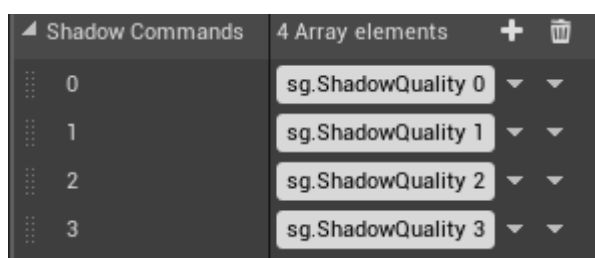 Shadow Commands 4 Array elements
0 sg.ShadowQuality 0
1 sg.ShadowQuality 1
2 sg.ShadowQuality 2
3 sg.ShadowQuality 3